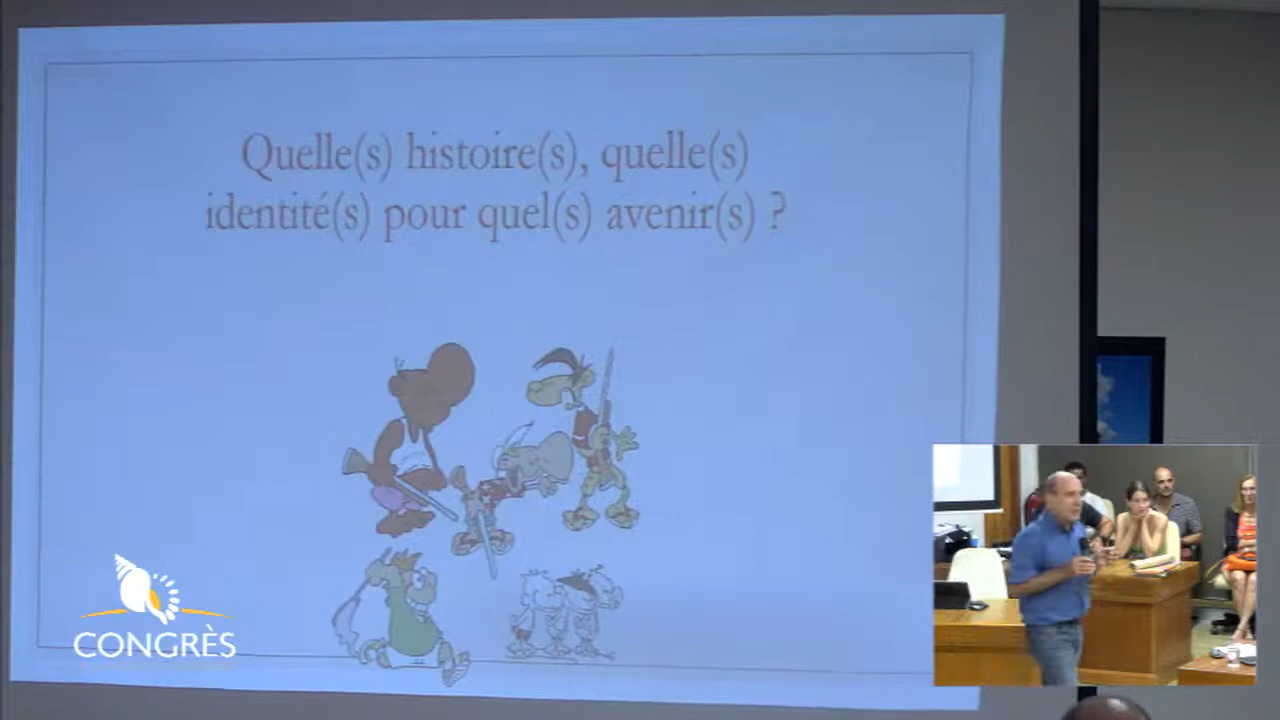 Quelle(s) histoire(s), quelle(s)
identité(s) pour quel(s) avenir(s) ?
CONGRÈS